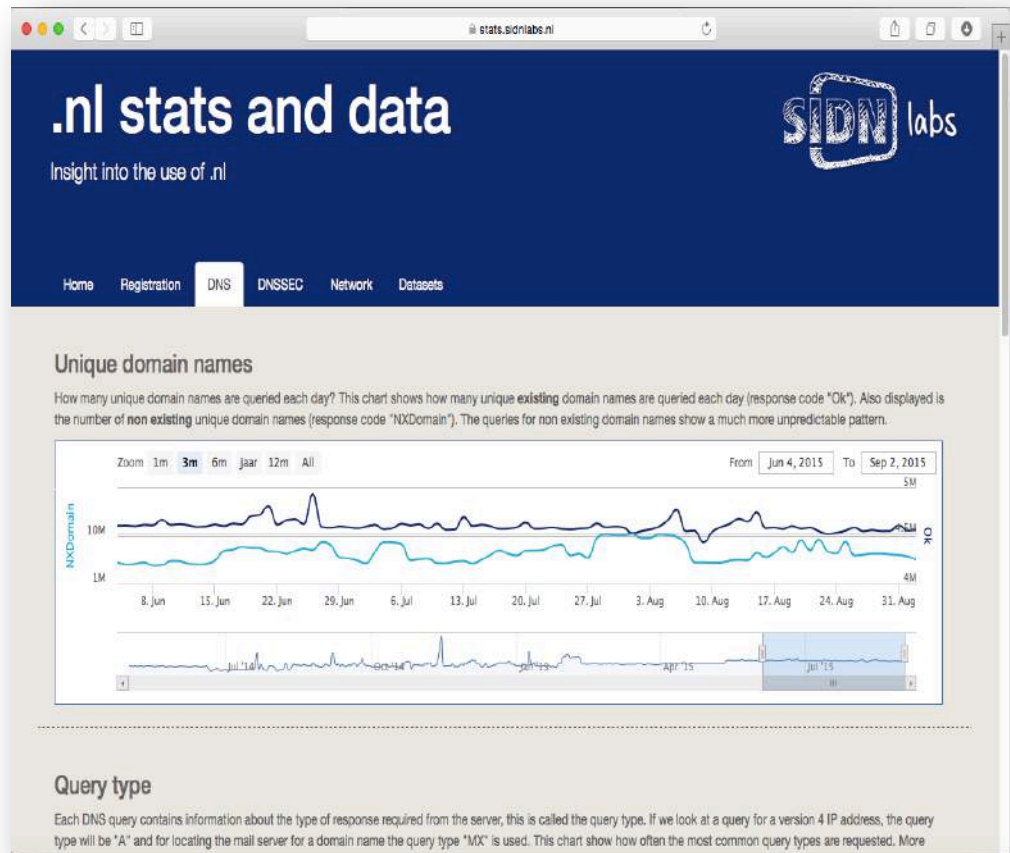 stats.sidnlabs.nl
.nl stats and data
SIDN labs
Insight into the use of .nl
Home Registration DNS DNSSEC Network Datasets
Unique domain names
How many unique domain names are queried each day? This chart shows how many unique existing domain names are queried each day (response code "Ok"). Also displayed is
the number of non existing unique domain names (response code "NXDomain"). The queries for non existing domain names show a much more unpredictable pattern.
Zoom 1m 3m 6m Jaar 12m All From Jun 4, 2015 To Sep 2, 2015
5M
NXDomain
10M
4.5M
Ok
1M
4M
8. Jun 15. Jun 22. Jun 29. Jun 6. Jul 13. Jul 20. Jul 27. Jul 3. Aug 10. Aug 17. Aug 24. Aug 31. Aug
Jul '14 Oct '14 Jan '15 Apr '15 Jul '15
Query type
Each DNS query contains information about the type of response required from the server, this is called the query type. If we look at a query for a version 4 IP address, the query
type will be "A" and for locating the mail server for a domain name the query type "MX" is used. This chart show how often the most common query types are requested. More